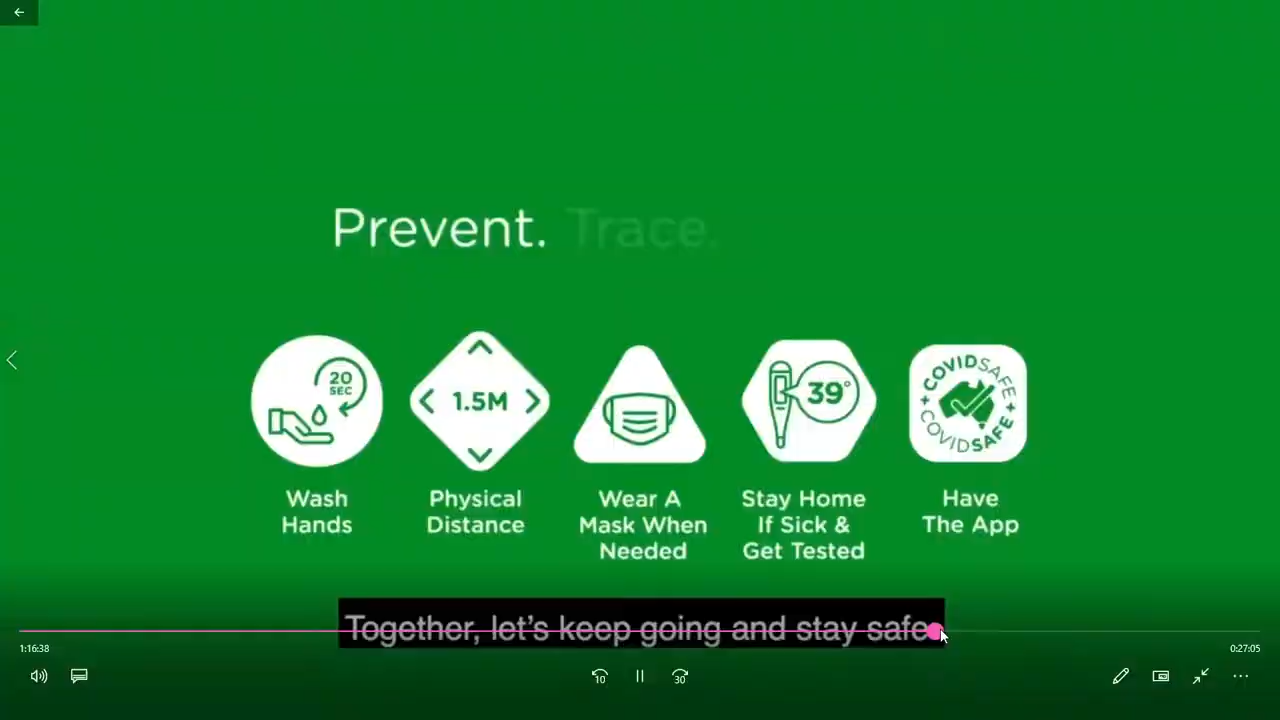 Prevent. Trace.
20
SEC
1.5M
39°
COVIDSAFE
COVIDSAFE
Wash
Hands
Physical
Distance
Wear A
Mask When
Needed
Stay Home
If Sick &
Get Tested
Have
The App
Together, let's keep going and stay safe
1:16:38
0:27:05
10
30